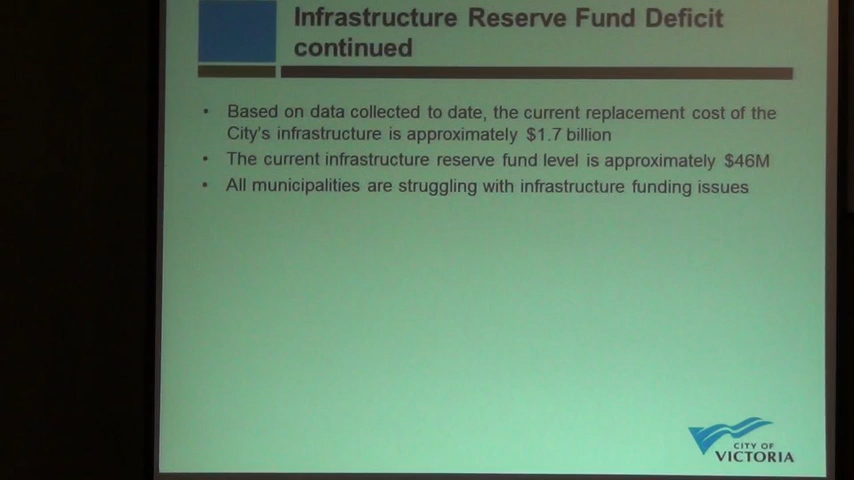 Infrastructure Reserve Fund Deficit
continued
• Based on data collected to date, the current replacement cost of the
City's infrastructure is approximately $1.7 billion
• The current infrastructure reserve fund level is approximately $46M
• All municipalities are struggling with infrastructure funding issues
CITY OF
VICTORIA